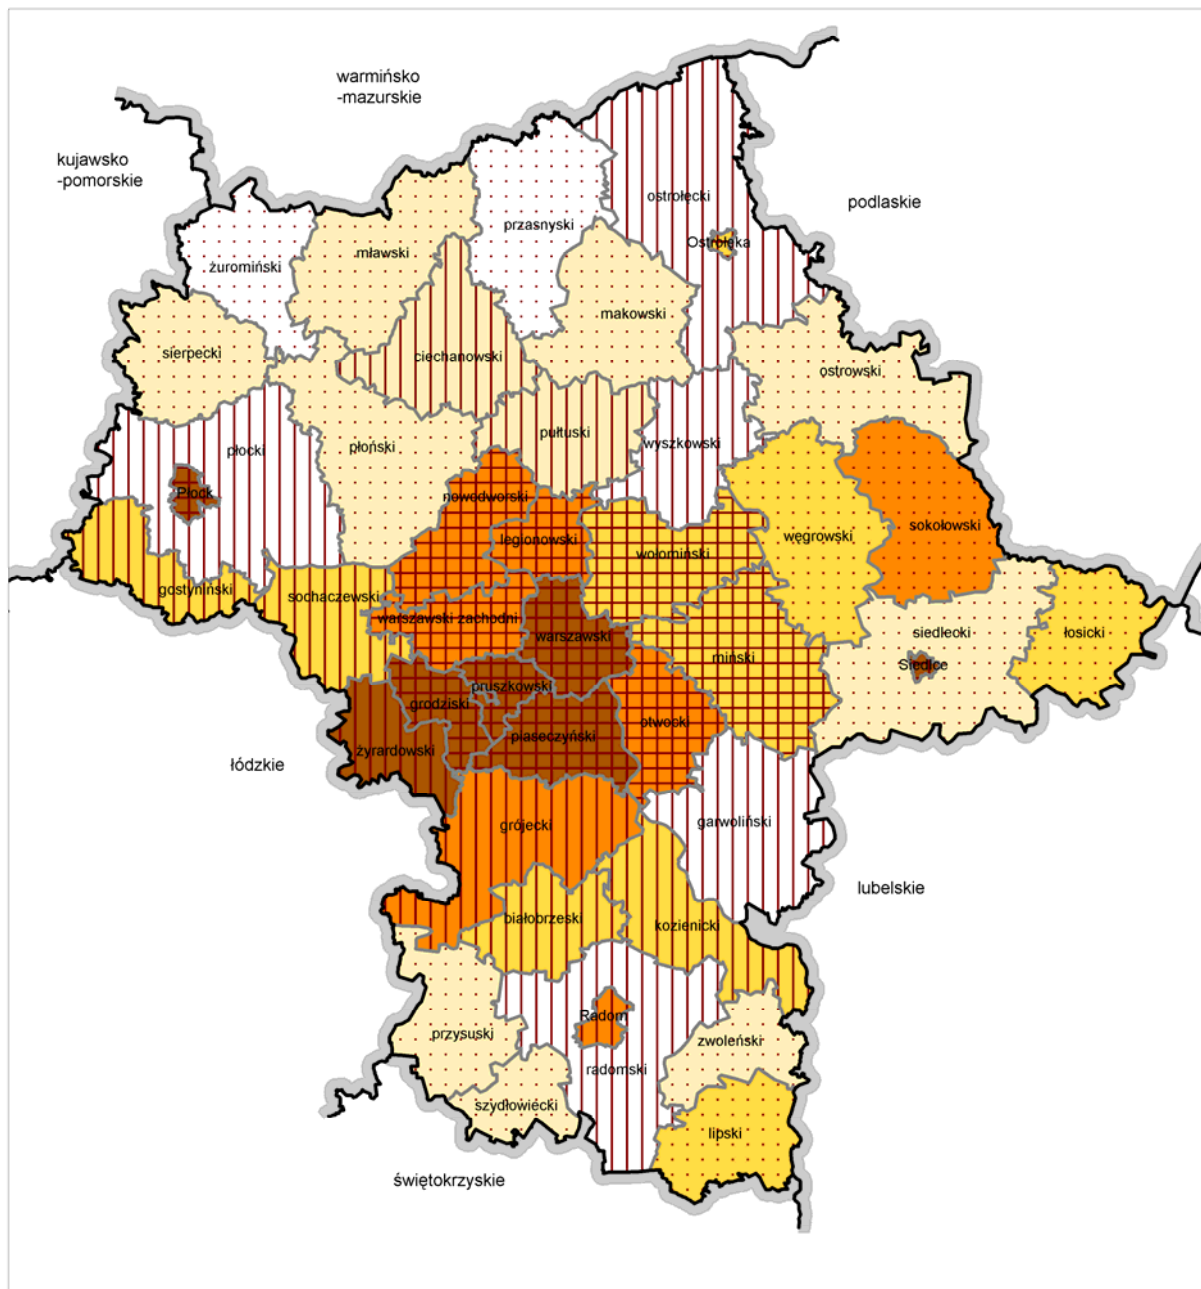 warmińsko
-mazurskie
kujawsko
-pomorskie
podlaskie
ostrołęcki
przasnyski
Ostrołęka
mławski
żuromiński
makowski
sierpecki
ciechanowski
ostrowski
pułtuski
wyszkowski
płocki
płoński
Płock
nowodworski
sokołowski
legionowski
węgrowski
wołomiński
gostyniński
sochaczewski
warszawski zachodni
siedlecki
łosicki
warszawski
miński
Siedlce
pruszkowski
grodziski
otwocki
piaseczyński
żyrardowski
łódzkie
garwoliński
grójecki
lubelskie
białobrzeski
kozienicki
Radom
przysuski
zwoleński
radomski
szydłowiecki
lipski
świętokrzyskie